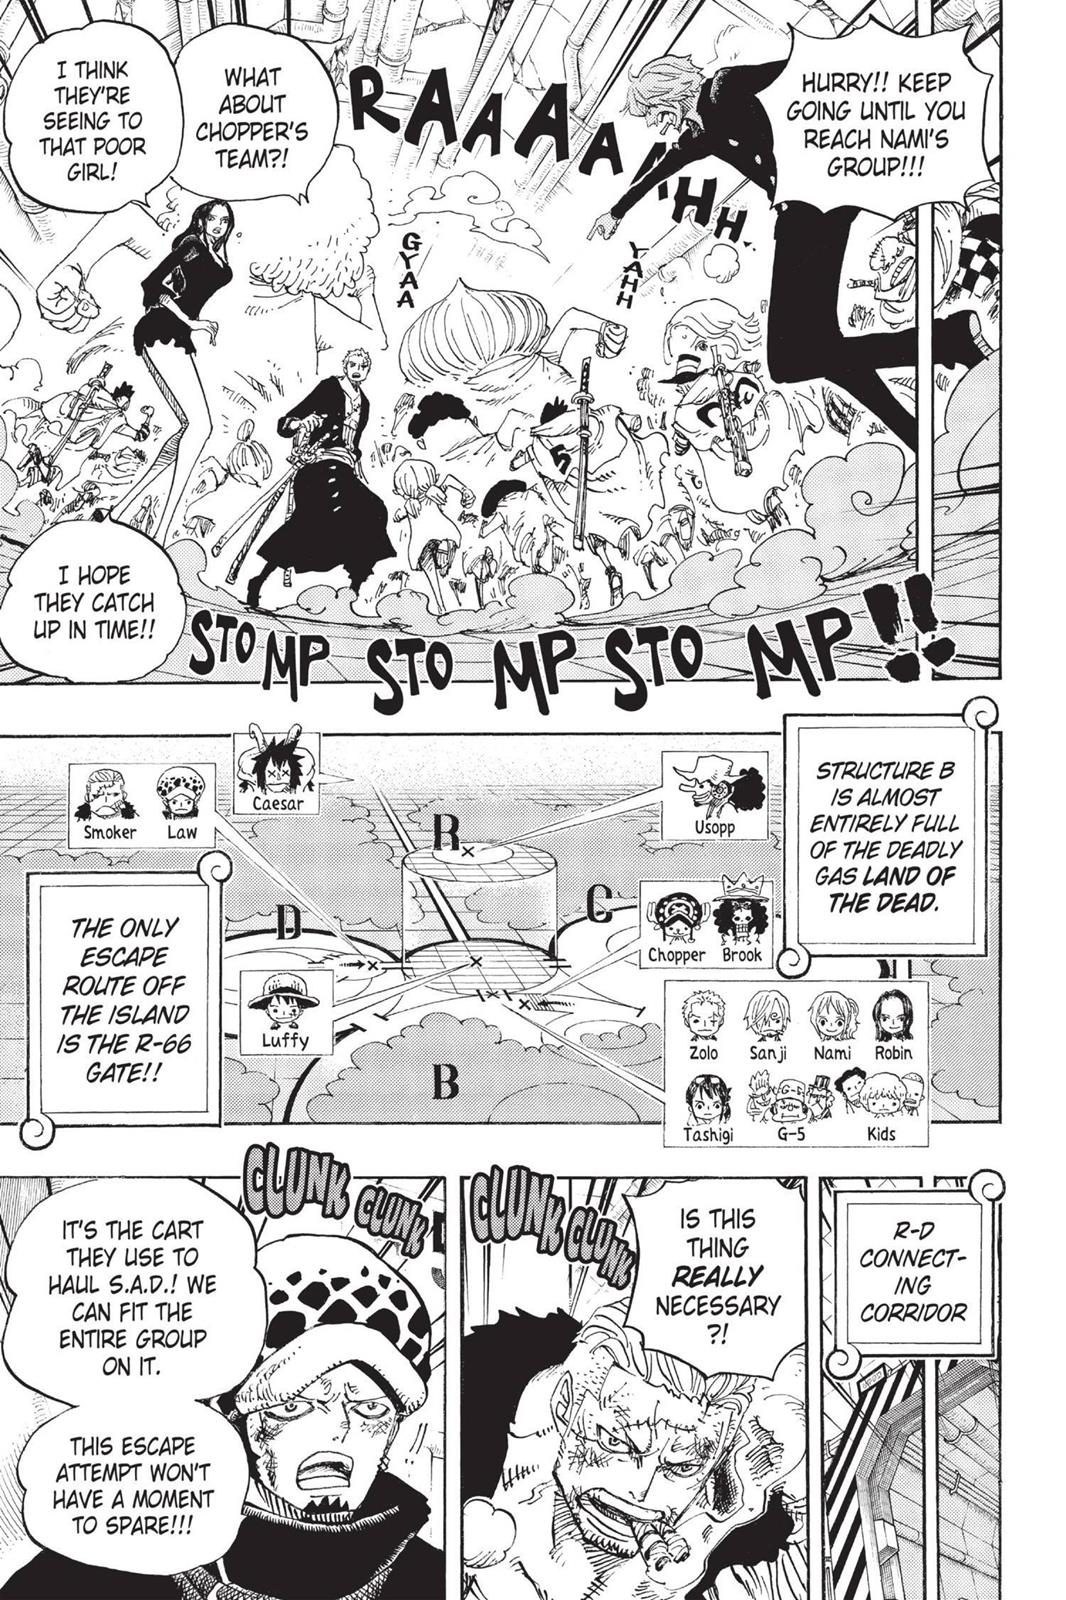 HURRY!! KEEP
GOING UNTIL YOU
REACH NAMI'S
GROUP!!!
RAAAAAHHH
WHAT
ABOUT
CHOPPER'S
TEAM?!
I THINK
THEY'RE
SEEING TO
THAT POOR
GIRL!
YAHH
GYAA
5
I HOPE
THEY CATCH
UP IN TIME!!
STOMP STOMP STOMP!!
STRUCTURE B
IS ALMOST
ENTIRELY FULL
OF THE DEADLY
GAS LAND OF
THE DEAD.
Caesar
Smoker Law
Usopp
R
C
D
B
Chopper Brook
Luffy
Zolo Sanji Nami Robin
G-5
Tashigi G-5 Kids
THE ONLY
ESCAPE
ROUTE OFF
THE ISLAND
IS THE R-66
GATE!!
R-D
CONNECT-
ING
CORRIDOR
CLUNK CLUNK
IS THIS
THING
REALLY
NECESSARY
?!
CLUNK CLUNK
IT'S THE CART
THEY USE TO
HAUL S.A.D.! WE
CAN FIT THE
ENTIRE GROUP
ON IT.
THIS ESCAPE
ATTEMPT WON'T
HAVE A MOMENT
TO SPARE!!!